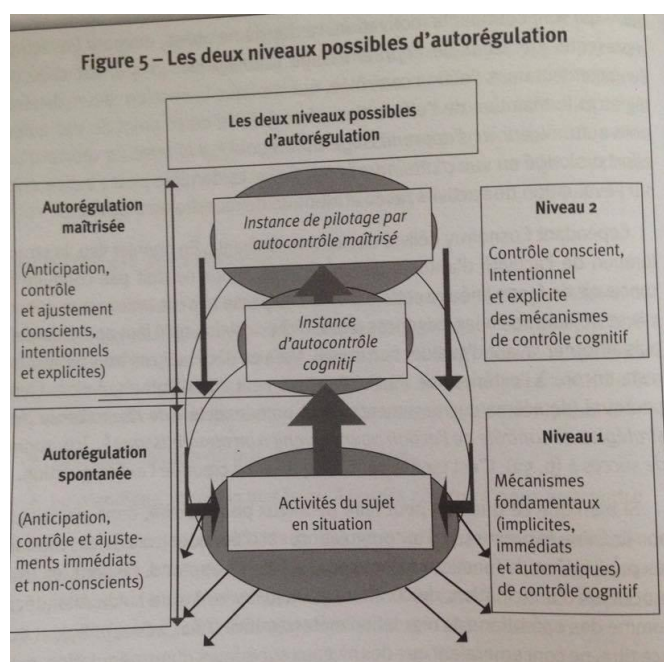 Figure 5 – Les deux niveaux possibles d'autorégulation
Les deux niveaux possibles
d'autorégulation
Autorégulation
maîtrisée
(Anticipation,
contrôle
et ajustement
conscients,
intentionnels
et explicites)
Instance de pilotage par
autocontrôle maîtrisé
Niveau 2
Contrôle conscient,
Intentionnel
et explicite
des mécanismes
de contrôle cognitif
Instance
d'autocontrôle
cognitif
Autorégulation
spontanée
(Anticipation,
contrôle et ajuste-
ments immédiats
et non-conscients)
Activités du sujet
en situation
Niveau 1
Mécanismes
fondamentaux
(implicites,
immédiats
et automatiques)
de contrôle cognitif